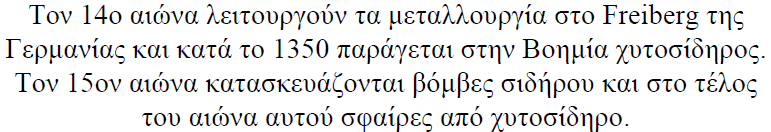 Τον 14ο αιώνα λειτουργούν τα μεταλλουργία στο Freiberg της
Γερμανίας και κατά το 1350 παράγεται στην Βοημία χυτοσίδηρος.
Τον 15ον αιώνα κατασκευάζονται βόμβες σιδήρου και στο τέλος
του αιώνα αυτού σφαίρες από χυτοσίδηρο.